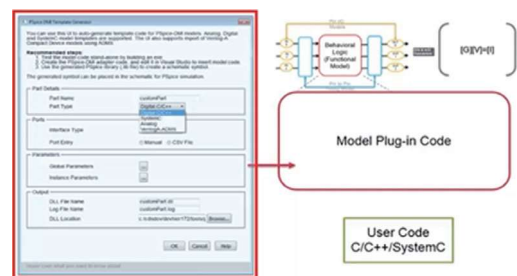 PSpice DMI Template Generator
You can use this UI to auto-generate template code for PSpice DMI models. Analog, Digital
and SystemC model templates are supported. The UI also supports import of Verilog-A
Compact Device models using ADMS.
Recommended steps:
1. Test the model stand-alone by building an exe.
2. Create the PSpice-DMI adapter code, and edit it in Visual Studio to insert model code.
3. Use the generated PSpice library (.lib file) to create a schematic symbol.
The generated symbol can be placed in the schematic for PSpice simulation.
Part Details
Part Name customPart
Part Type Digital C/C++
Digital C/C++
SystemC
Analog
VerilogA-ADMS
Ports
Interface Type
Port Entry Manual CSV File
Parameters
Global Parameters ...
Instance Parameters ...
Output
DLL File Name customPart.dll
Log File Name customPart.log
DLL Location Browse...
OK Cancel Help
Behavioral
Logic
(Functional
Model)
[G][V]=[I]
Model Plug-in Code
User Code
C/C++/SystemC